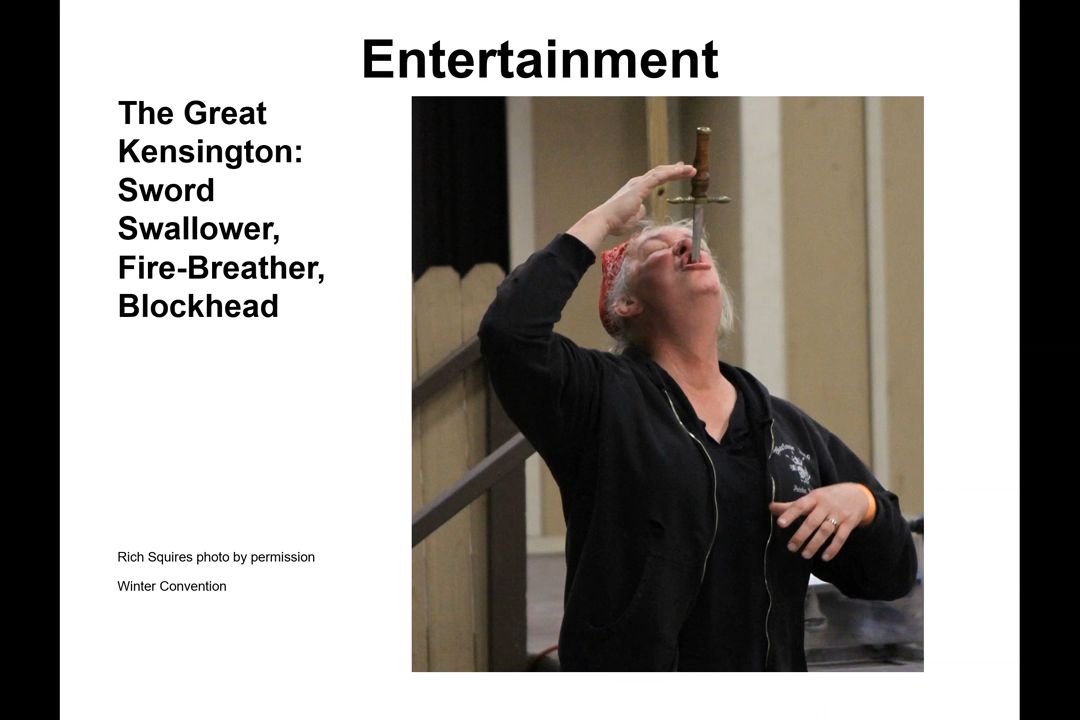 Entertainment
The Great
Kensington:
Sword
Swallower,
Fire-Breather,
Blockhead
Rich Squires photo by permission
Winter Convention